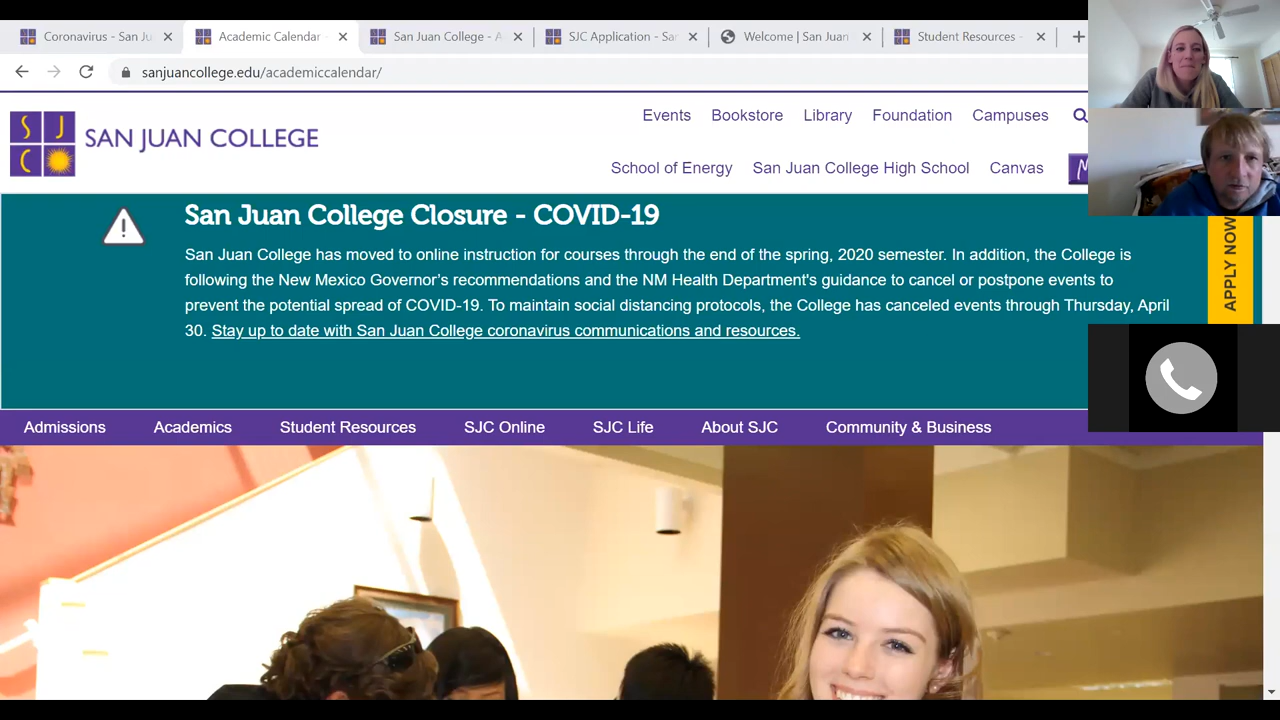 Coronavirus - San Ju
Academic Calendar -
San Juan College - A
SJC Application - San
Welcome | San Juan
Student Resources -
sanjuancollege.edu/academiccalendar/
S J C
SAN JUAN COLLEGE
Events Bookstore Library Foundation Campuses
School of Energy San Juan College High School Canvas
M
San Juan College Closure - COVID-19
San Juan College has moved to online instruction for courses through the end of the spring, 2020 semester. In addition, the College is
following the New Mexico Governor's recommendations and the NM Health Department's guidance to cancel or postpone events to
prevent the potential spread of COVID-19. To maintain social distancing protocols, the College has canceled events through Thursday, April
30. Stay up to date with San Juan College coronavirus communications and resources.
APPLY NOW
Admissions Academics Student Resources SJC Online SJC Life About SJC Community & Business